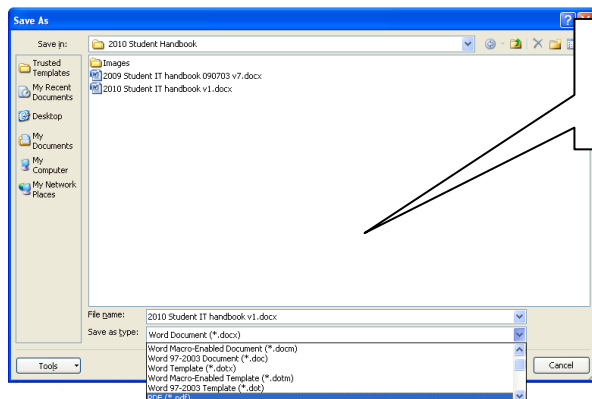 Save As
Save in:
2010 Student Handbook
Trusted
Templates
My Recent
Documents
Desktop
My
Documents
My
Computer
My Network
Places
Images
2009 Student IT handbook 090703 v7.docx
2010 Student IT handbook v1.docx
File name:
2010 Student IT handbook v1.docx
Save as type:
Word Document (*.docx)
Word Macro-Enabled Document (*.docm)
Word 97-2003 Document (*.doc)
Word Template (*.dotx)
Word Macro-Enabled Template (*.dotm)
Word 97-2003 Template (*.dot)
PDF (*.pdf)
Tools
Cancel